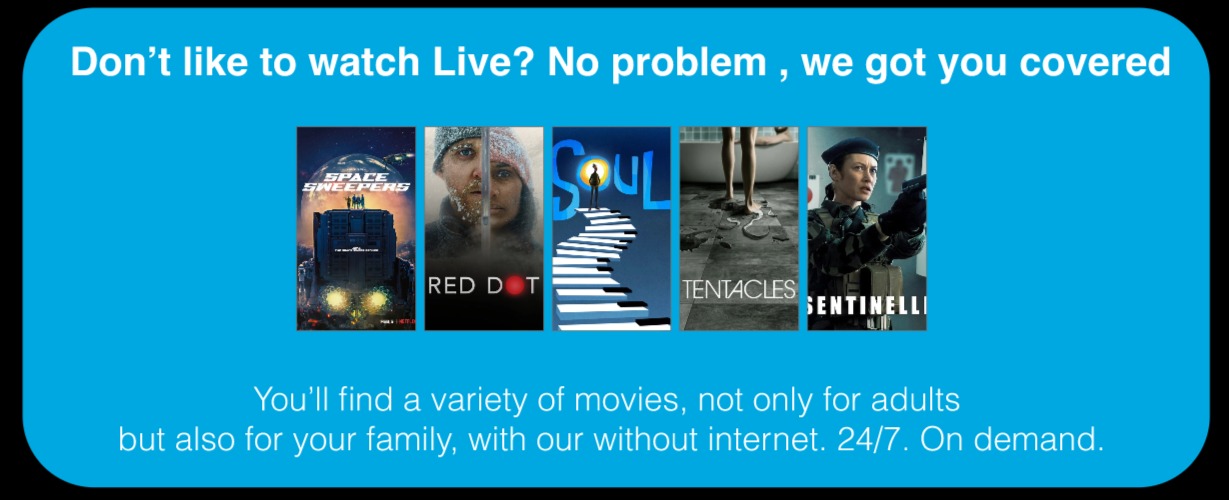 Don't like to watch Live? No problem , we got you covered
SPACE
SWEEPERS
RED DOT
SOUL
TENTACLES
SENTINELL
You'll find a variety of movies, not only for adults
but also for your family, with our without internet. 24/7. On demand.